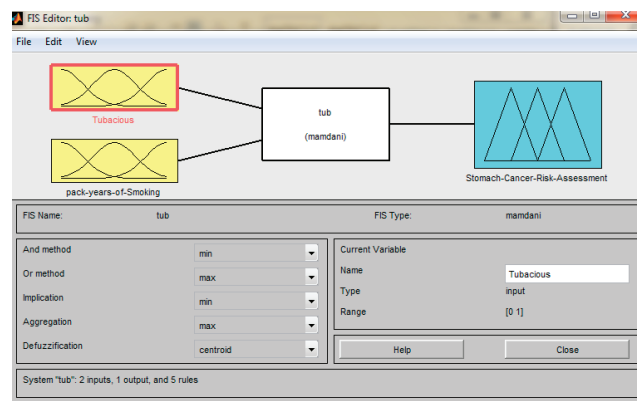 FIS Editor: tub
File Edit View
Tubacious
tub
(mamdani)
pack-years-of-Smoking
Stomach-Cancer-Risk-Assessment
FIS Name: tub FIS Type: mamdani
And method min
Or method max
Implication min
Aggregation max
Defuzzification centroid
Current Variable
Name Tubacious
Type input
Range [0 1]
Help Close
System "tub": 2 inputs, 1 output, and 5 rules